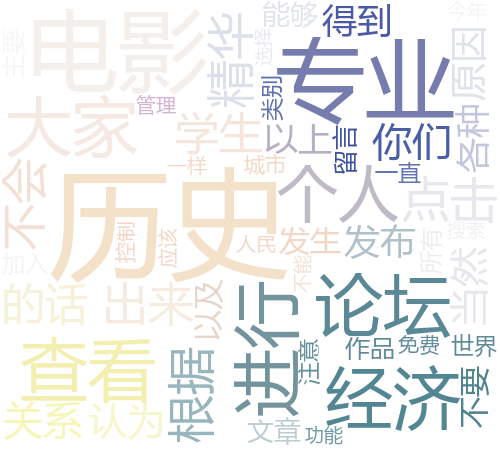 今年
能够
得到
主要
电影
精华
选择
专业
原因
类别
管理
大家
学生
以上
留言
你们
各种
一样
城市
一直
不会
历史
个人
点击
控制
应该
人民
发生
发布
所有
搜索
加入
不能
当然
的话
出来
以及
进行
论坛
查看
根据
注意
作品
免费
世界
经济
不要
关系
认为
文章
功能